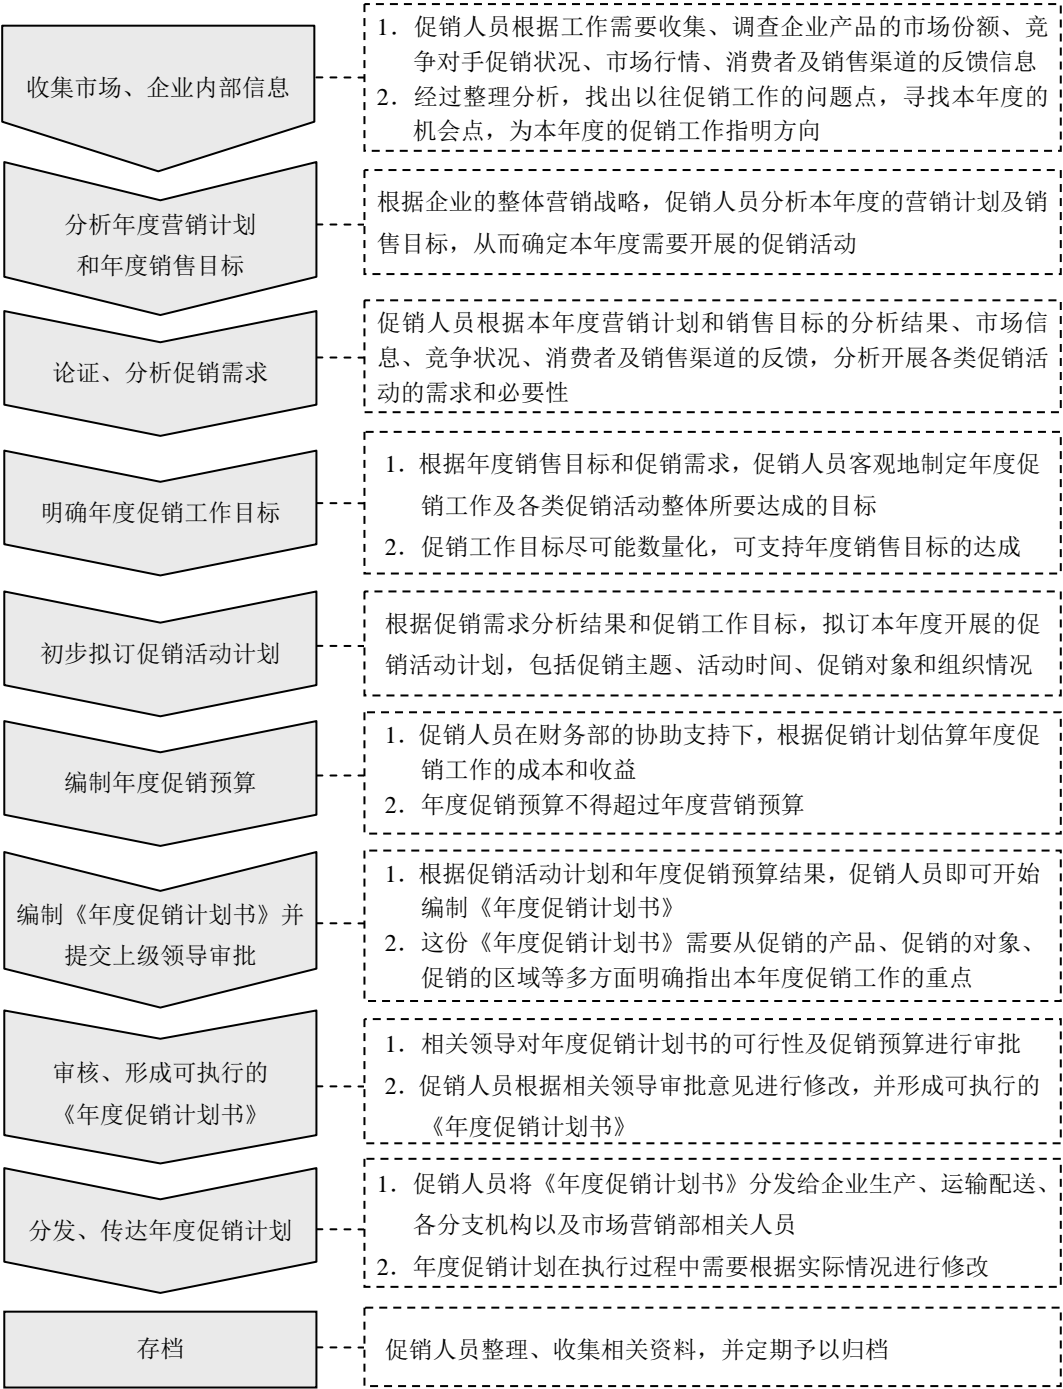 收集市场、企业内部信息
1．促销人员根据工作需要收集、调查企业产品的市场份额、竞
争对手促销状况、市场行情、消费者及销售渠道的反馈信息
2．经过整理分析，找出以往促销工作的问题点，寻找本年度的
机会点，为本年度的促销工作指明方向
分析年度营销计划
和年度销售目标
根据企业的整体营销战略，促销人员分析本年度的营销计划及销
售目标，从而确定本年度需要开展的促销活动
论证、分析促销需求
促销人员根据本年度营销计划和销售目标的分析结果、市场信
息、竞争状况、消费者及销售渠道的反馈，分析开展各类促销活
动的需求和必要性
明确年度促销工作目标
1．根据年度销售目标和促销需求，促销人员客观地制定年度促
销工作及各类促销活动整体所要达成的目标
2．促销工作目标尽可能数量化，可支持年度销售目标的达成
初步拟订促销活动计划
根据促销需求分析结果和促销工作目标，拟订本年度开展的促
销活动计划，包括促销主题、活动时间、促销对象和组织情况
编制年度促销预算
1．促销人员在财务部的协助支持下，根据促销计划估算年度促
销工作的成本和收益
2．年度促销预算不得超过年度营销预算
编制《年度促销计划书》并
提交上级领导审批
1．根据促销活动计划和年度促销预算结果，促销人员即可开始
编制《年度促销计划书》
2．这份《年度促销计划书》需要从促销的产品、促销的对象、
促销的区域等多方面明确指出本年度促销工作的重点
审核、形成可执行的
《年度促销计划书》
1．相关领导对年度促销计划书的可行性及促销预算进行审批
2．促销人员根据相关领导审批意见进行修改，并形成可执行的
《年度促销计划书》
分发、传达年度促销计划
1．促销人员将《年度促销计划书》分发给企业生产、运输配送、
各分支机构以及市场营销部相关人员
2．年度促销计划在执行过程中需要根据实际情况进行修改
存档
促销人员整理、收集相关资料，并定期予以归档